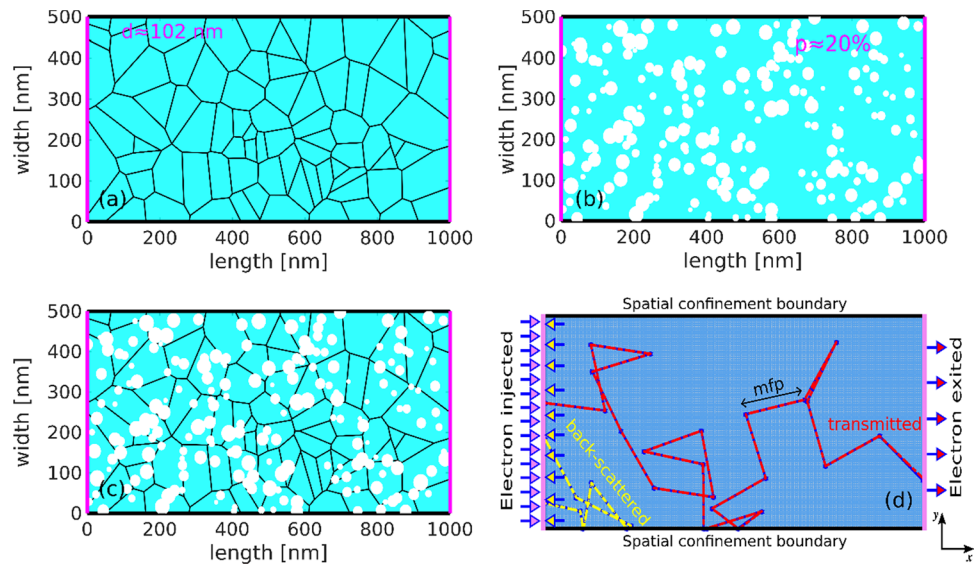 500
400
300
200
100
0
width [nm]
d≈102 nm
(a)
0 200 400 600 800 1000
length [nm]
500
400
300
200
100
0
width [nm]
p≈20%
(b)
0 200 400 600 800 1000
length [nm]
500
400
300
200
100
0
width [nm]
(c)
0 200 400 600 800 1000
length [nm]
Spatial confinement boundary
Electron injected
mfp
transmitted
back-scattered
(d)
Electron exited
Spatial confinement boundary
y
x